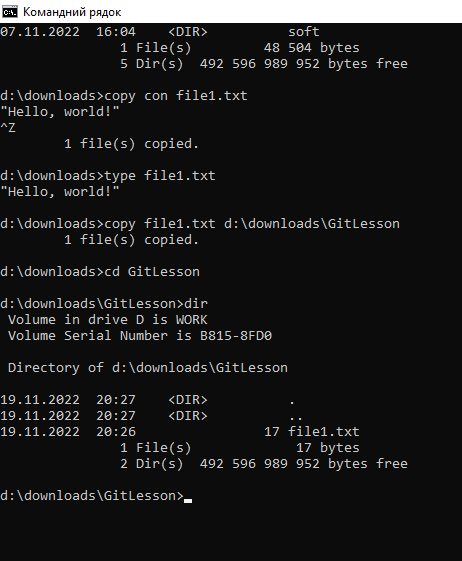 Командний рядок
07.11.2022  16:04    <DIR>          soft
               1 File(s)         48 504 bytes
               5 Dir(s)  492 596 989 952 bytes free

d:\downloads>copy con file1.txt
"Hello, world!"
^Z
        1 file(s) copied.

d:\downloads>type file1.txt
"Hello, world!"

d:\downloads>copy file1.txt d:\downloads\GitLesson
        1 file(s) copied.

d:\downloads>cd GitLesson

d:\downloads\GitLesson>dir
 Volume in drive D is WORK
 Volume Serial Number is B815-8FD0

 Directory of d:\downloads\GitLesson

19.11.2022  20:27    <DIR>          .
19.11.2022  20:27    <DIR>          ..
19.11.2022  20:26                17 file1.txt
               1 File(s)             17 bytes
               2 Dir(s)  492 596 989 952 bytes free

d:\downloads\GitLesson>